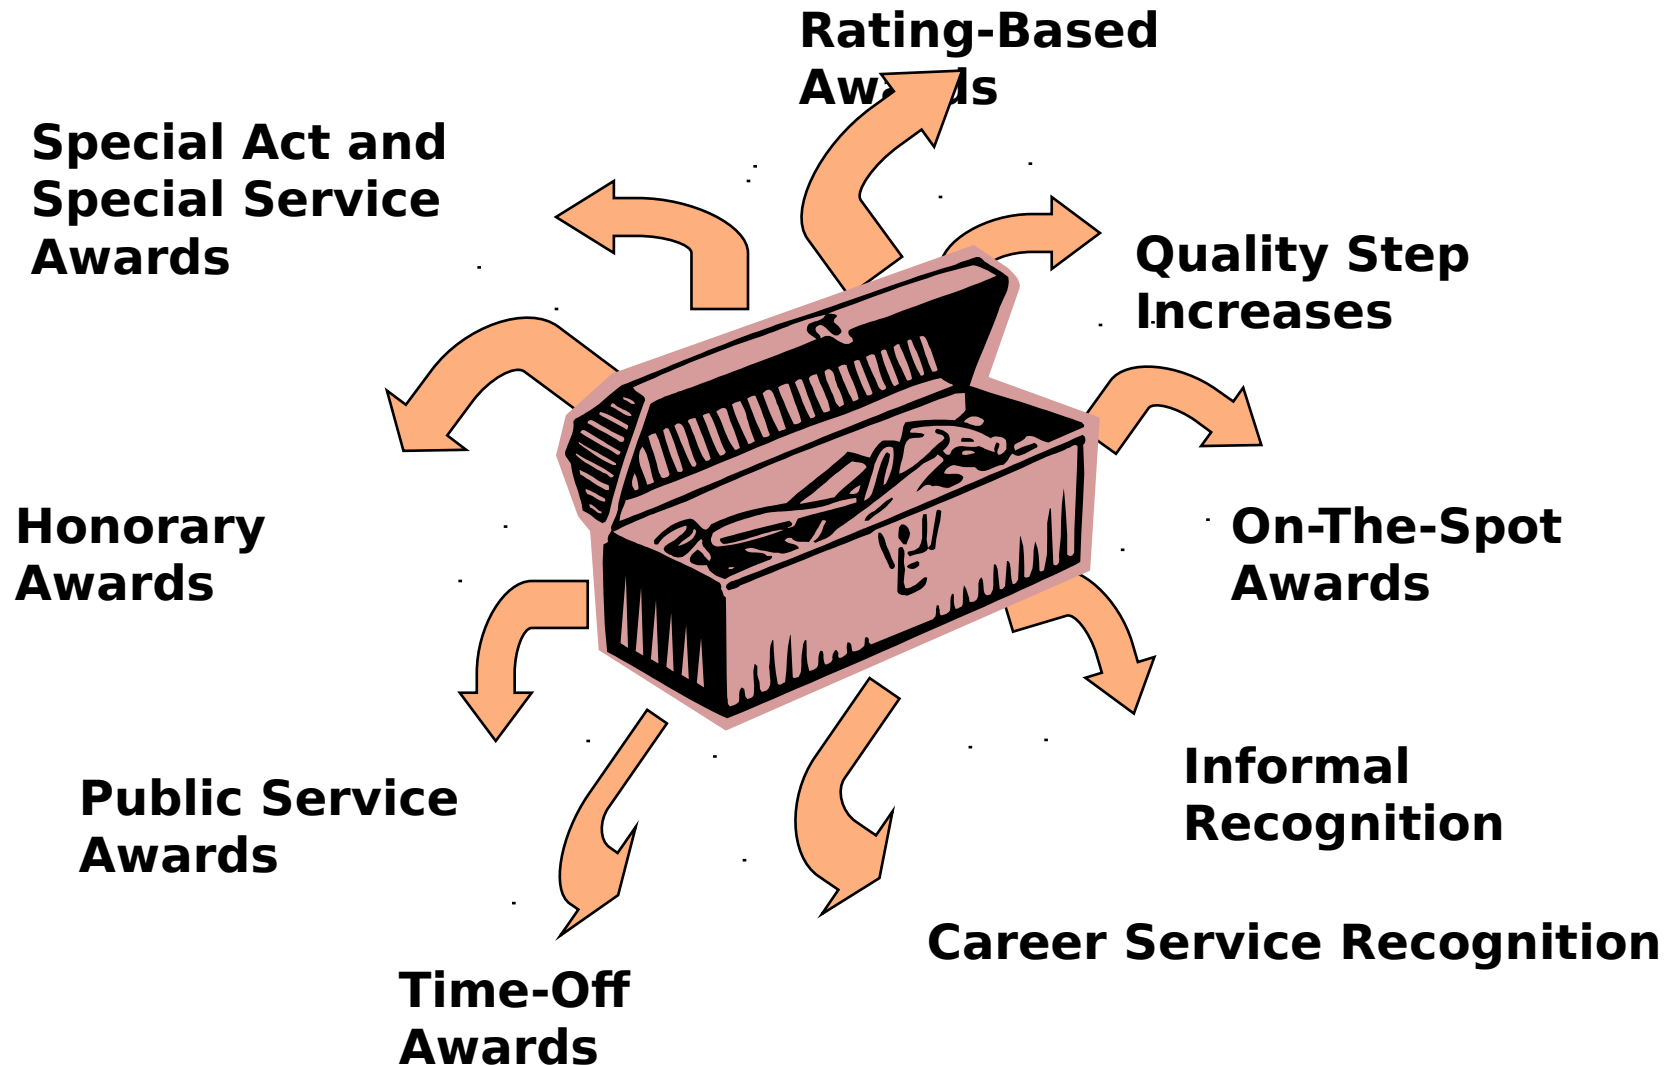 Rating-Based
Awards
Special Act and
Special Service
Awards
Quality Step
Increases
Honorary
Awards
On-The-Spot
Awards
Public Service
Awards
Informal
Recognition
Career Service Recognition
Time-Off
Awards